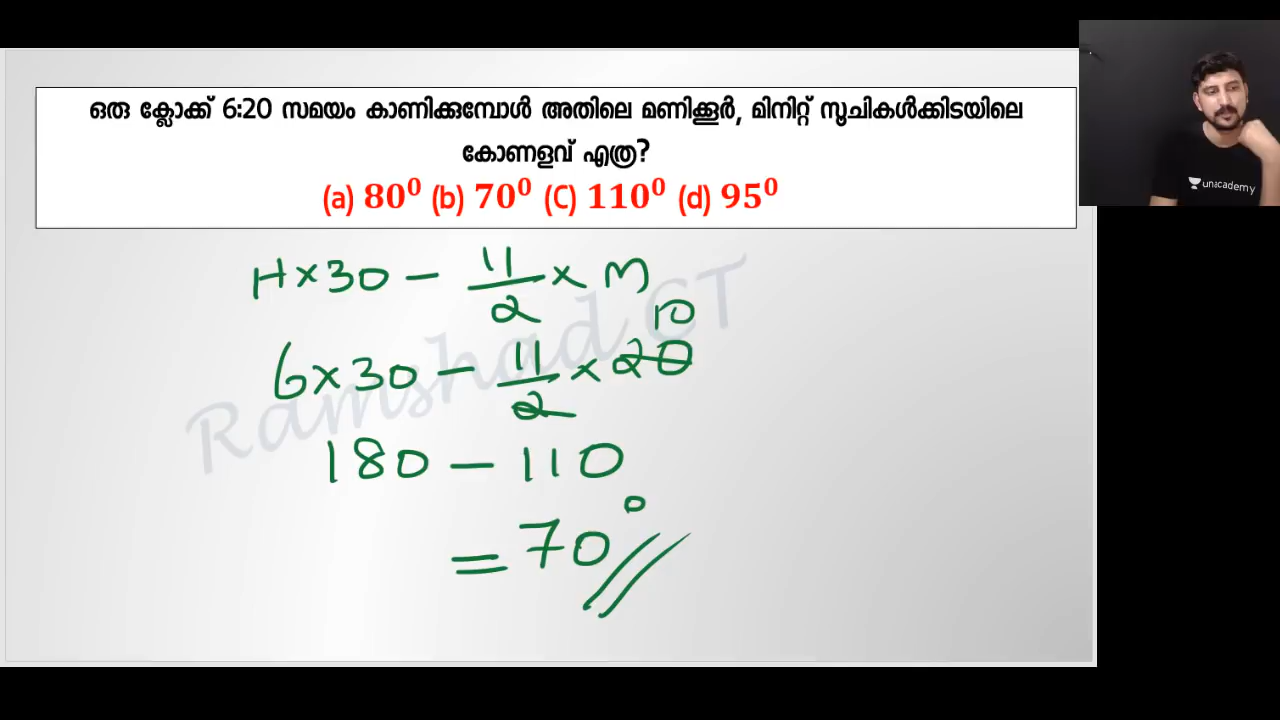 ഒരു ക്ലോക്ക് 6:20 സമയം കാണിക്കുമ്പോൾ അതിലെ മണിക്കൂർ, മിനിറ്റ് സൂചികൾക്കിടയിലെ
കോണളവ് എത്ര?
(a) 80⁰ (b) 70⁰ (C) 110⁰ (d) 95⁰
unacademy
H×30 − 11/2 × m
10
6×30 − 11/2 × 20
180 − 110
= 70°
Ramshad CT